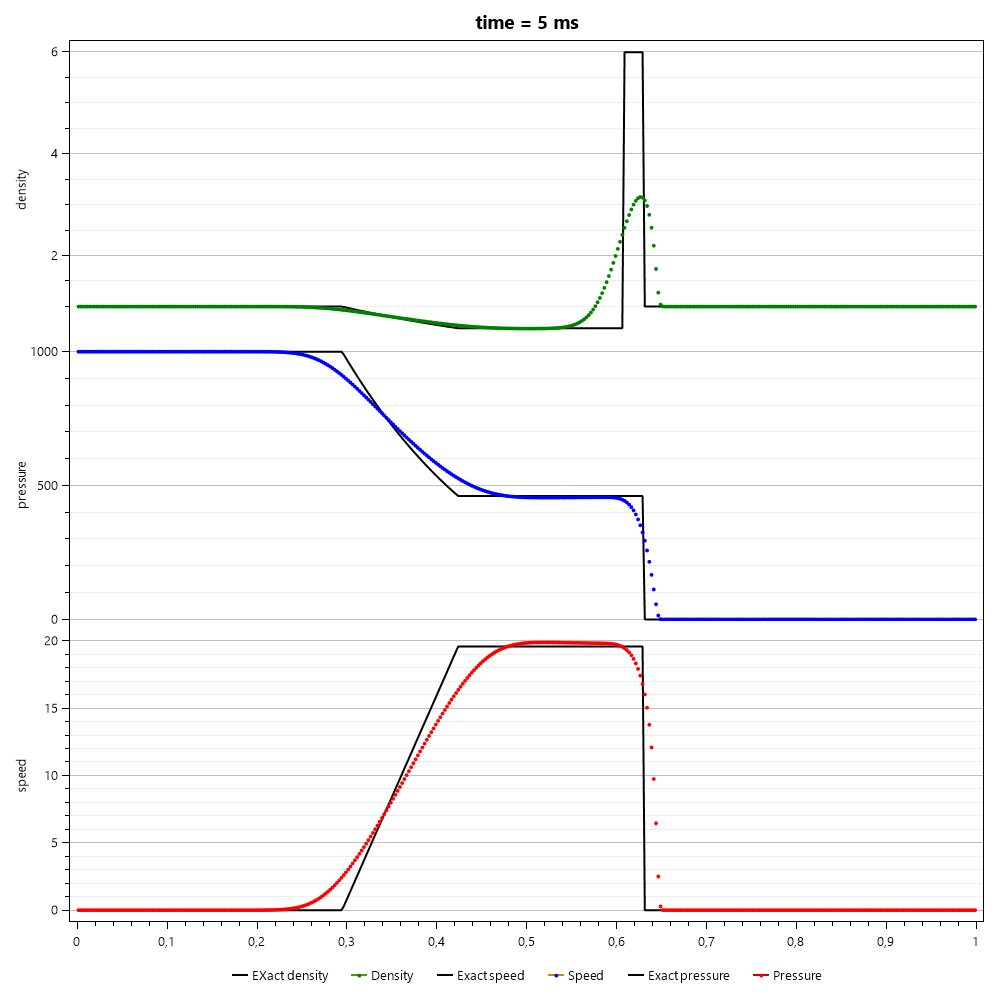 time = 5 ms
6
4
2
density
1000
500
0
pressure
20
15
10
5
0
speed
0 0,1 0,2 0,3 0,4 0,5 0,6 0,7 0,8 0,9 1
EXact density Density Exact speed Speed Exact pressure Pressure